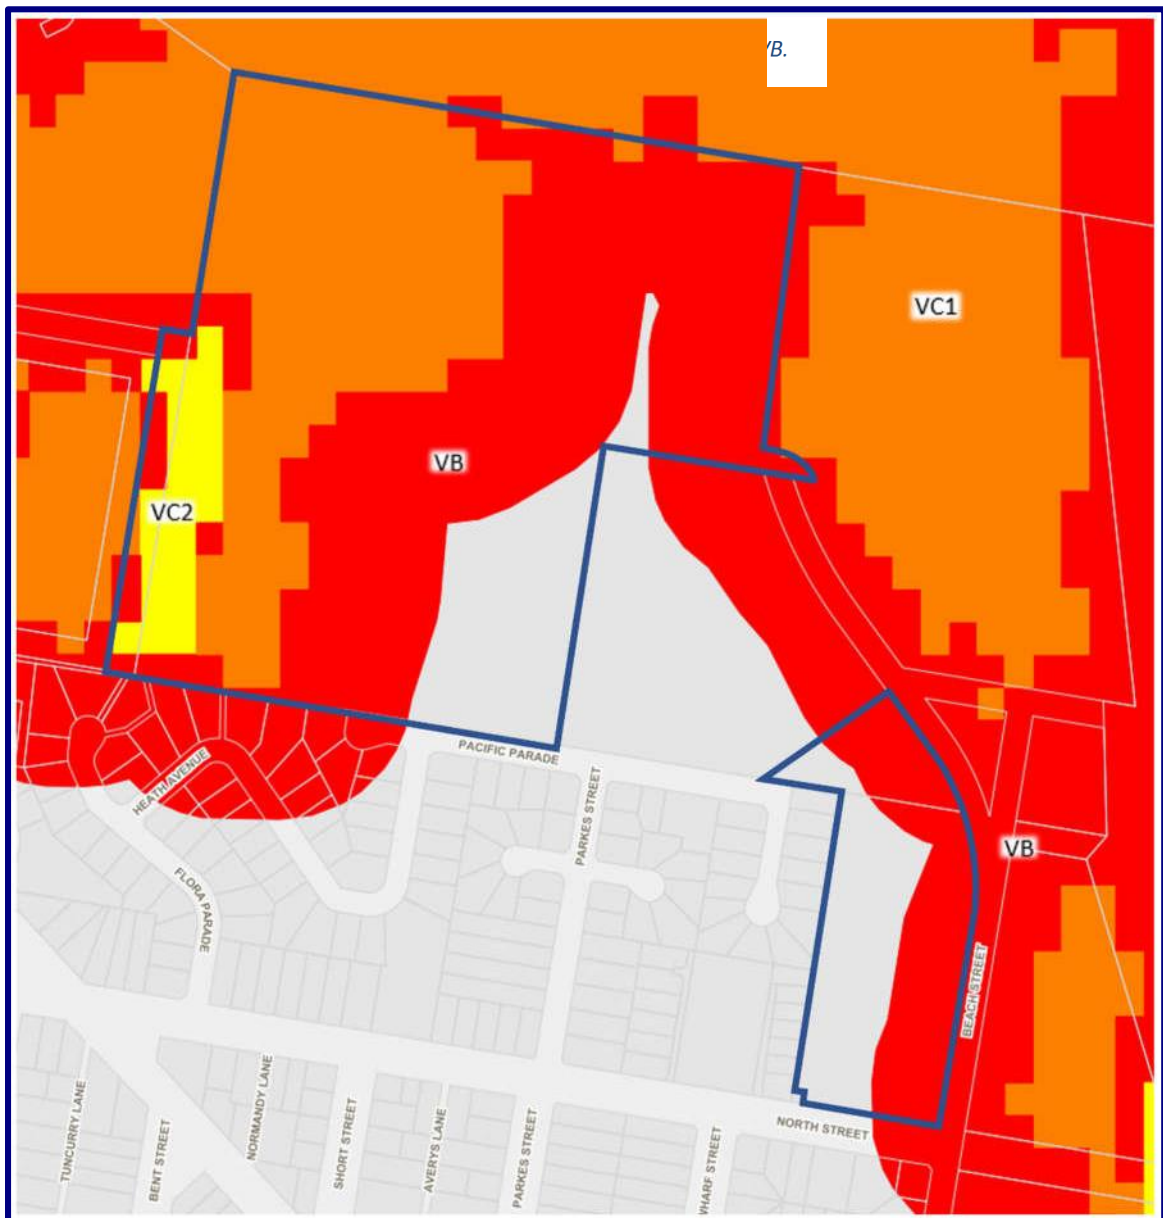 VB.
VC1
VB
VC2
PACIFIC PARADE
HEATH AVENUE
PARKES STREET
VB
FLORA PARADE
BEACH STREET
NORTH STREET
TUNCURRY LANE
BENT STREET
NORMANDY LANE
SHORT STREET
AVERYS LANE
PARKES STREET
WHARF STREET